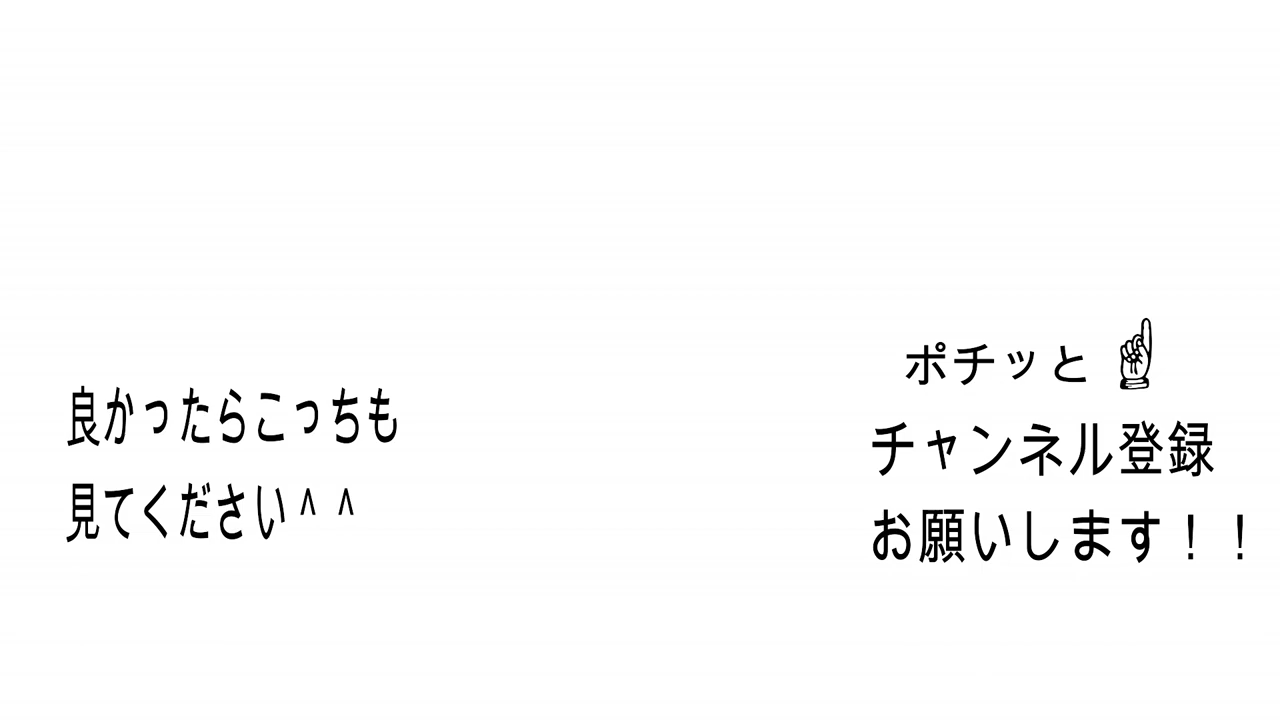 良かったらこっちも
見てください＾＾
ポチッと☝
チャンネル登録
お願いします！！